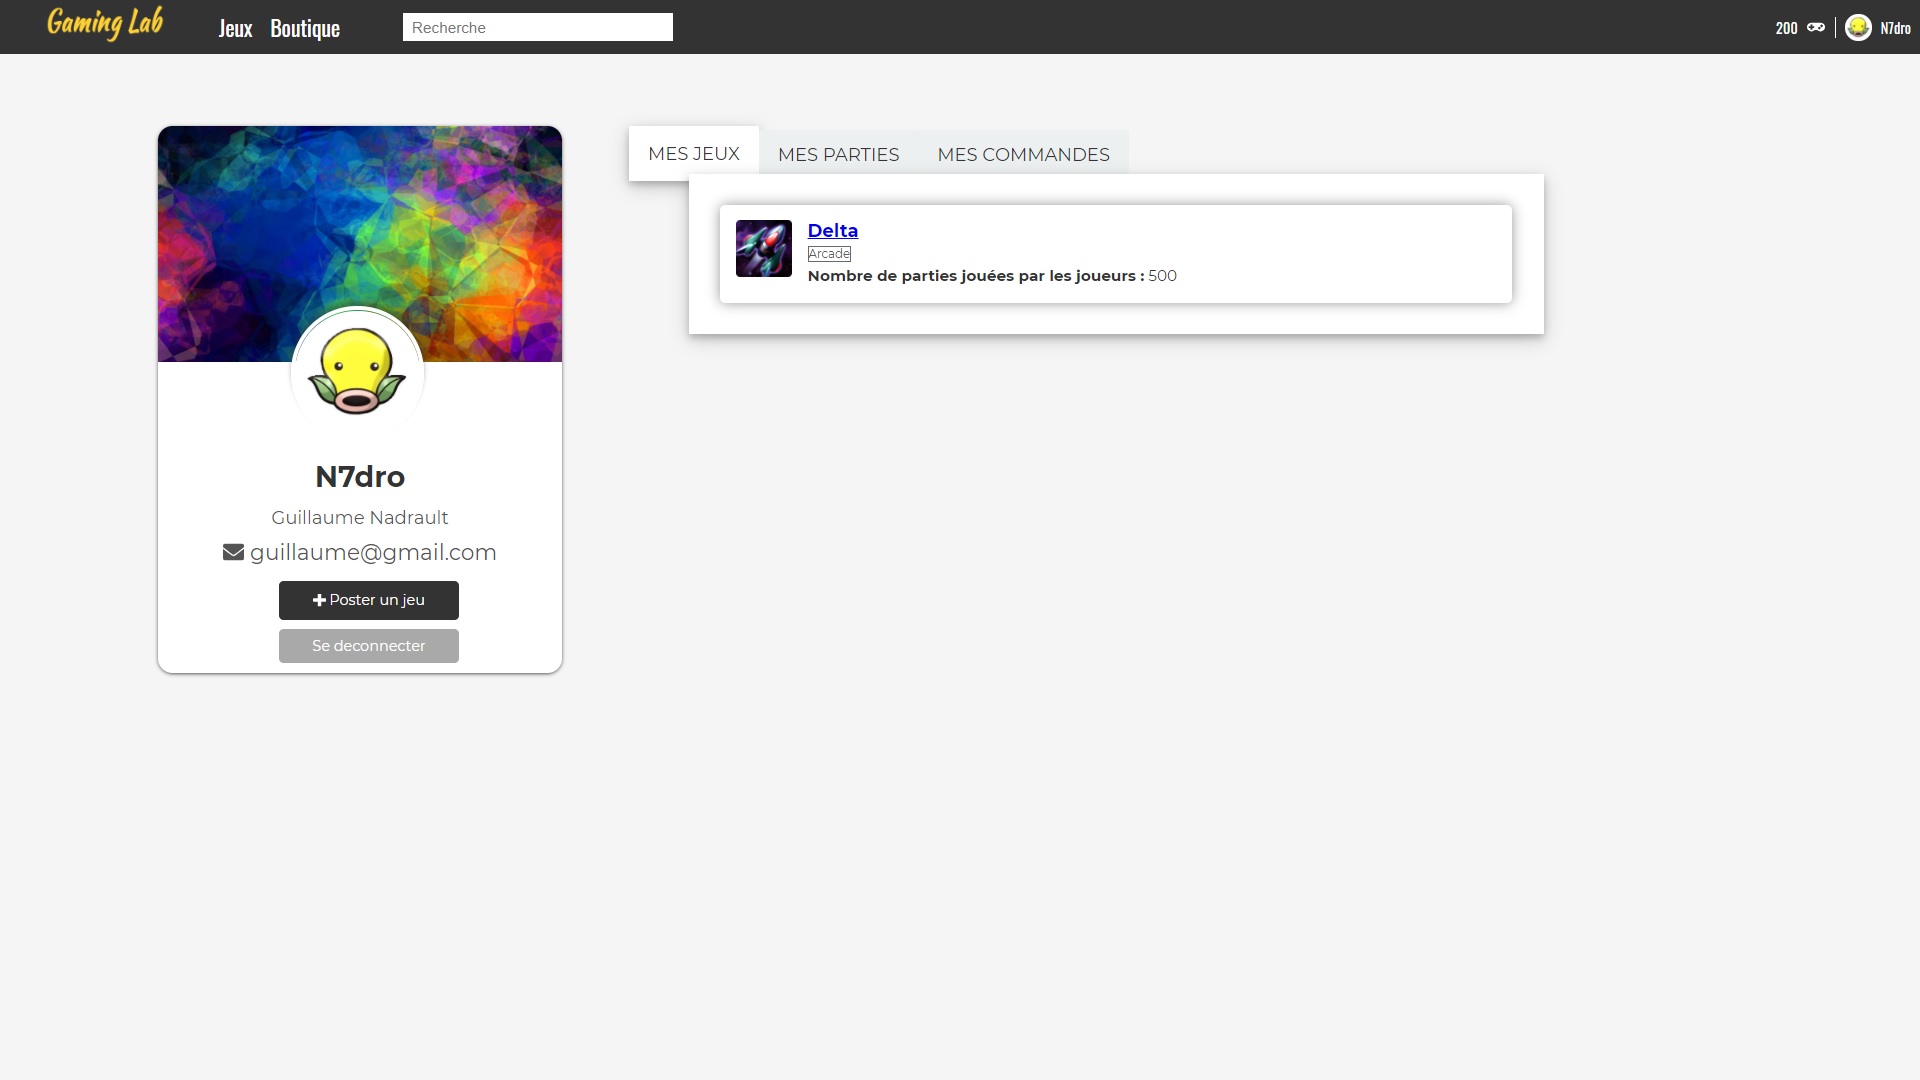 Gaming Lab
Jeux Boutique
Recherche
200
N7dro
MES JEUX
MES PARTIES
MES COMMANDES
Delta
Arcade
Nombre de parties jouées par les joueurs : 500
N7dro
Guillaume Nadrault
guillaume@gmail.com
Poster un jeu
Se deconnecter